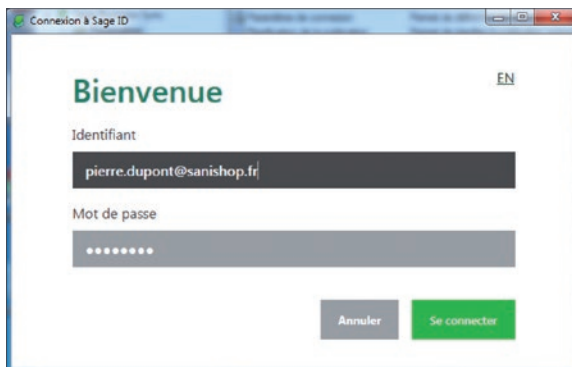 Connexion à Sage ID
Bienvenue
EN
Identifiant
pierre.dupont@sanishop.fr
Mot de passe
••••••••
Annuler
Se connecter